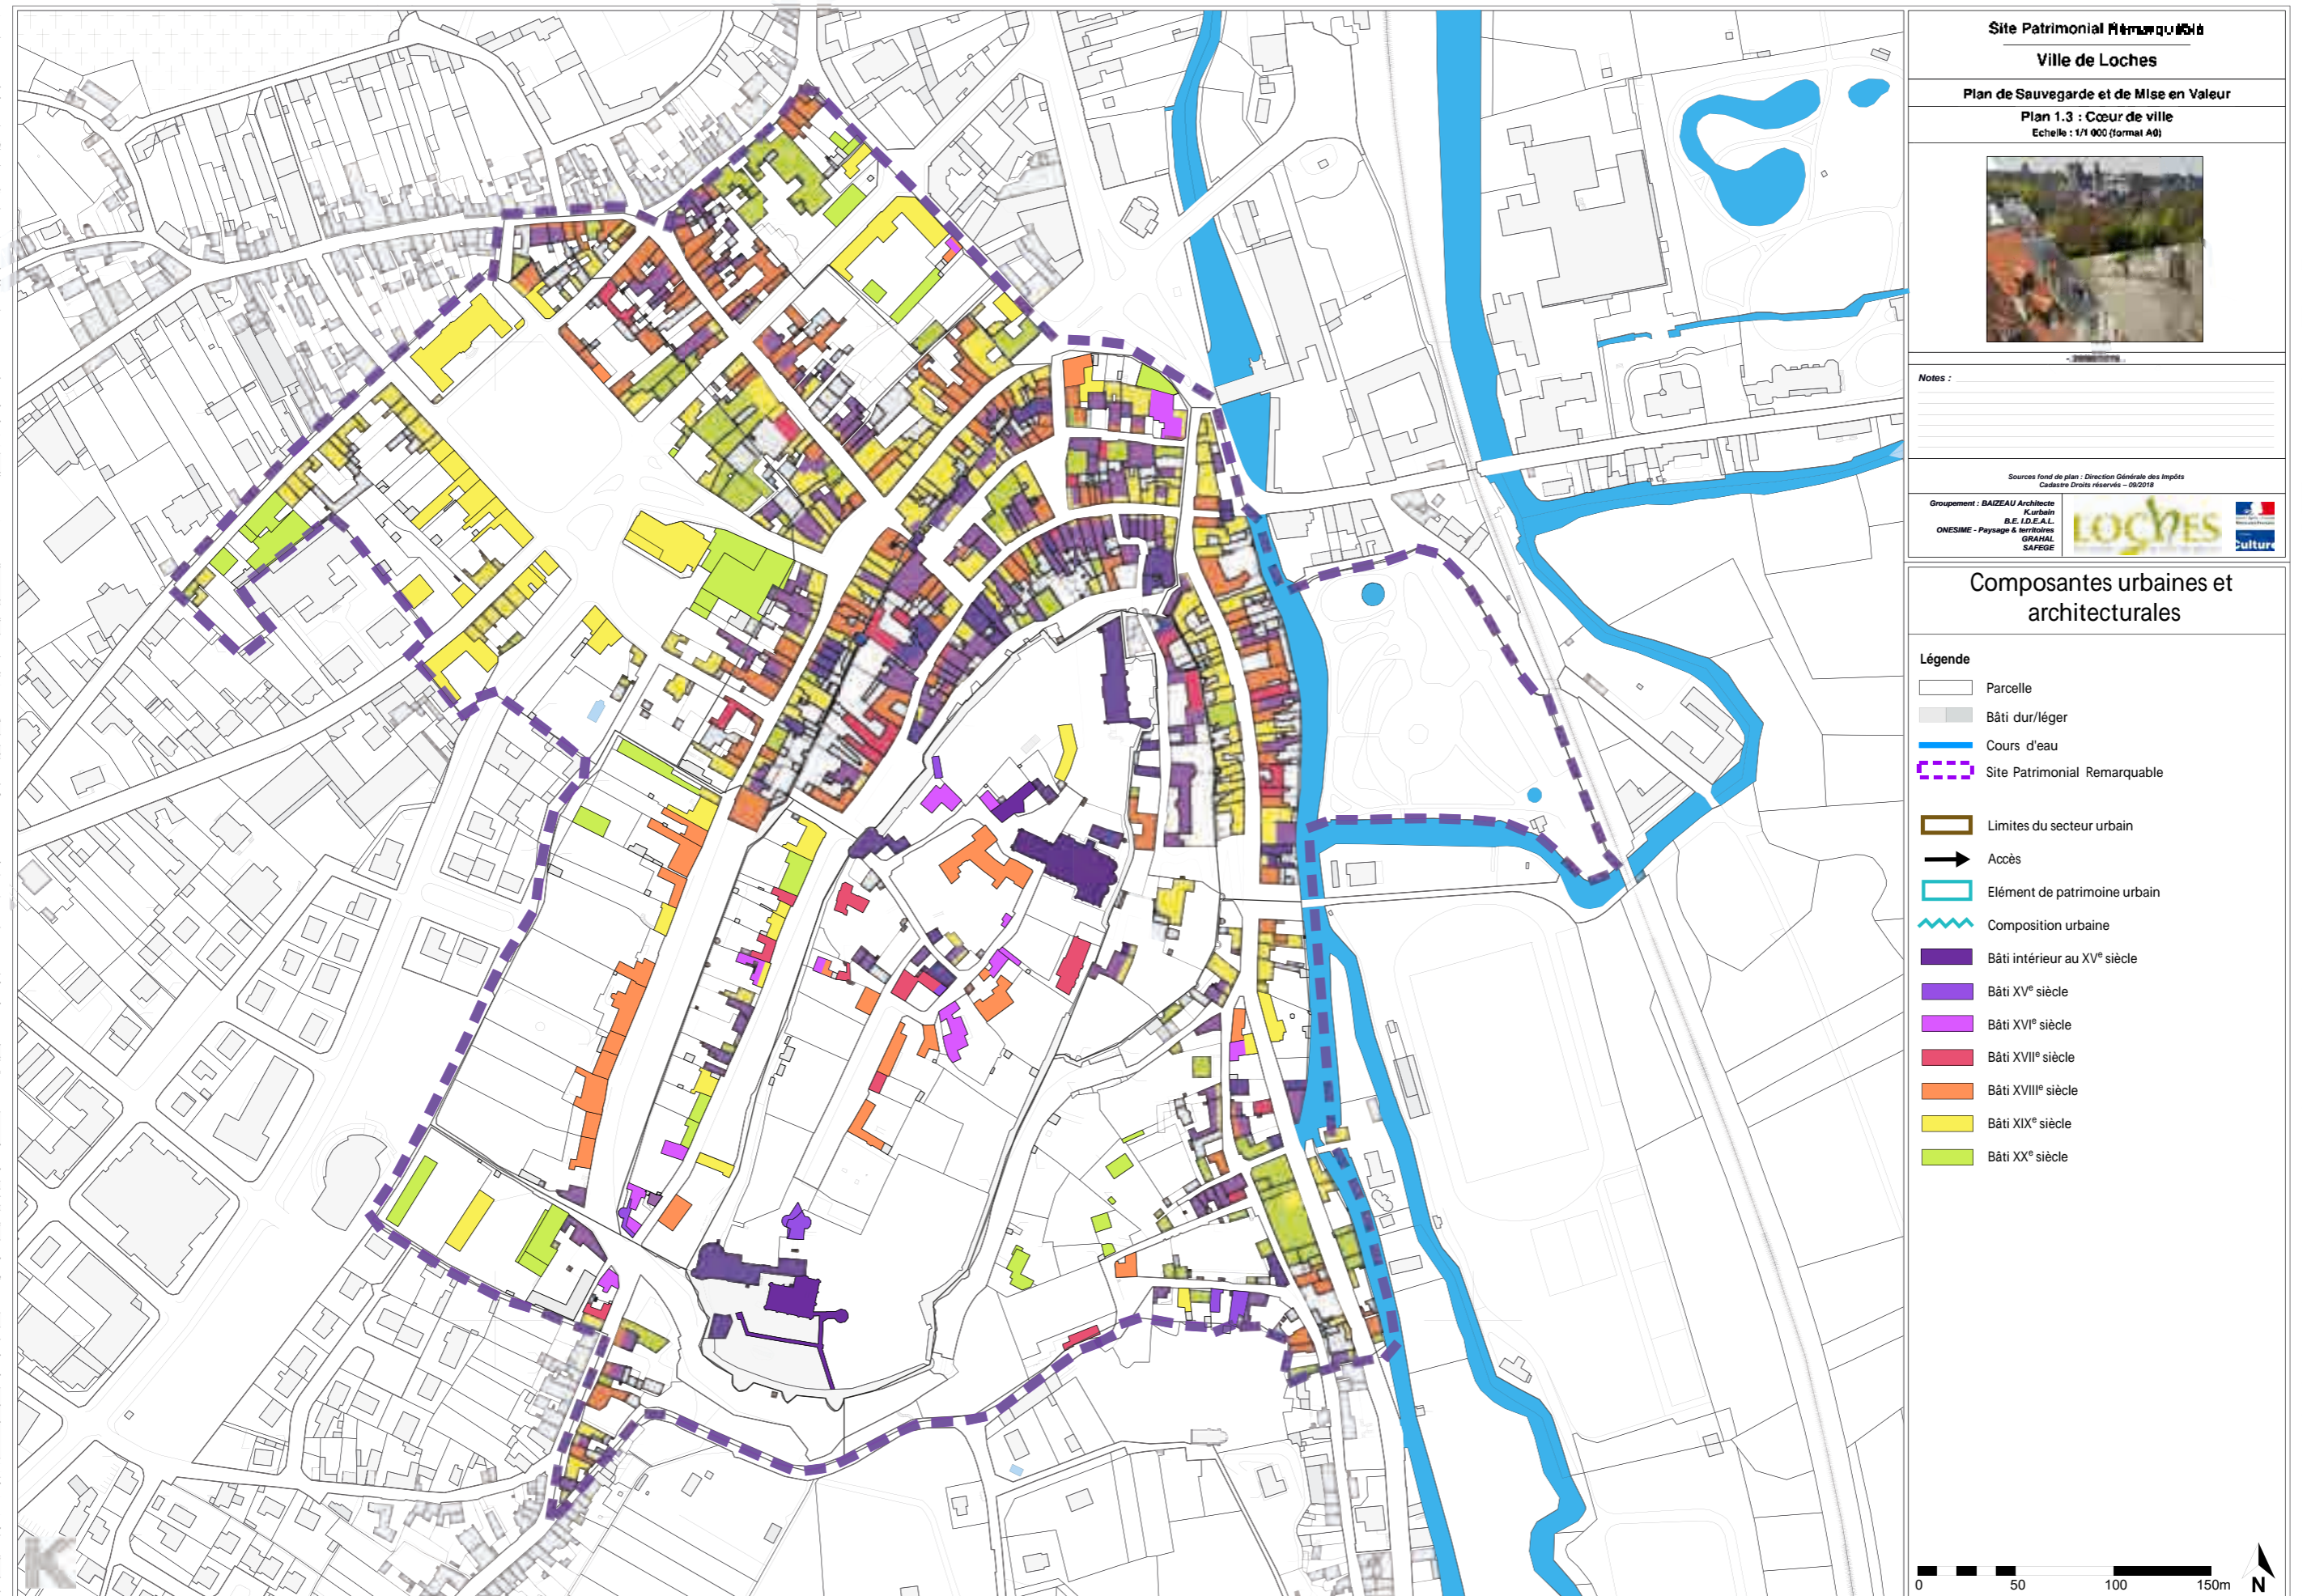 Site Patrimonial
Ville de Loches
Plan de Sauvegarde et de Mise en Valeur
Plan 1.3 : Cœur de ville
Echelle : 1/1 000 (format A0)
Notes :
Sources fond de plan : Direction Générale des Impôts
Cadastre Droits réservés – 09/2018
Groupement : BAIZEAU Architecte
K.urbain
B.E. I.D.E.A.L.
ONESIME - Paysage & territoires
GRAHAL
SAFEGE
LOCHES
Culture
Composantes urbaines et
architecturales
Légende
Parcelle
Bâti dur/léger
Cours d'eau
Site Patrimonial Remarquable
Limites du secteur urbain
Accès
Elément de patrimoine urbain
Composition urbaine
Bâti intérieur au XVe siècle
Bâti XVe siècle
Bâti XVIe siècle
Bâti XVIIe siècle
Bâti XVIIIe siècle
Bâti XIXe siècle
Bâti XXe siècle
0 50 100 150m
N
K